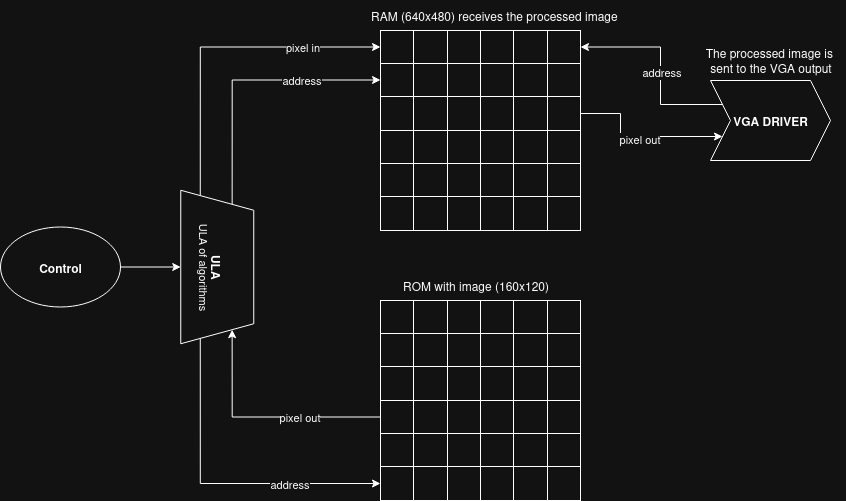 RAM (640x480) receives the processed image
pixel in
address
The processed image is
sent to the VGA output
address
VGA DRIVER
pixel out
Control
ULA
ULA of algorithms
ROM with image (160x120)
pixel out
address